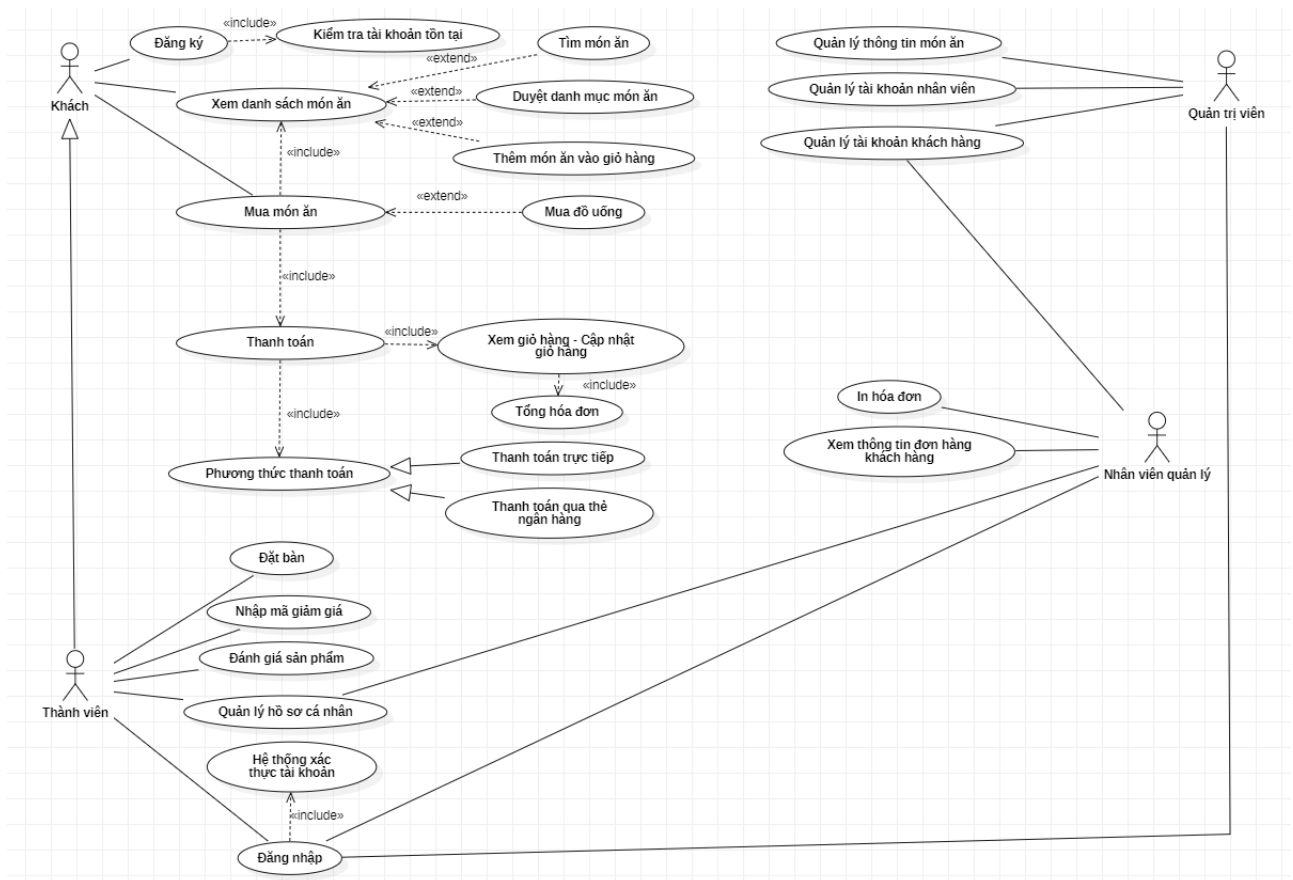 «include»
Đăng ký
Kiểm tra tài khoản tồn tại
Tìm món ăn
Quản lý thông tin món ăn
«extend»
Khách
Xem danh sách món ăn
«extend»
Duyệt danh mục món ăn
Quản lý tài khoản nhân viên
Quản trị viên
«extend»
«include»
Thêm món ăn vào giỏ hàng
Quản lý tài khoản khách hàng
Mua món ăn
«extend»
Mua đồ uống
«include»
Thanh toán
«include»
Xem giỏ hàng - Cập nhật
giỏ hàng
«include»
Tổng hóa đơn
In hóa đơn
«include»
Xem thông tin đơn hàng
khách hàng
Nhân viên quản lý
Phương thức thanh toán
Thanh toán trực tiếp
Thanh toán qua thẻ
ngân hàng
Đặt bàn
Nhập mã giảm giá
Đánh giá sản phẩm
Thành viên
Quản lý hồ sơ cá nhân
Hệ thống xác
thực tài khoản
«include»
Đăng nhập